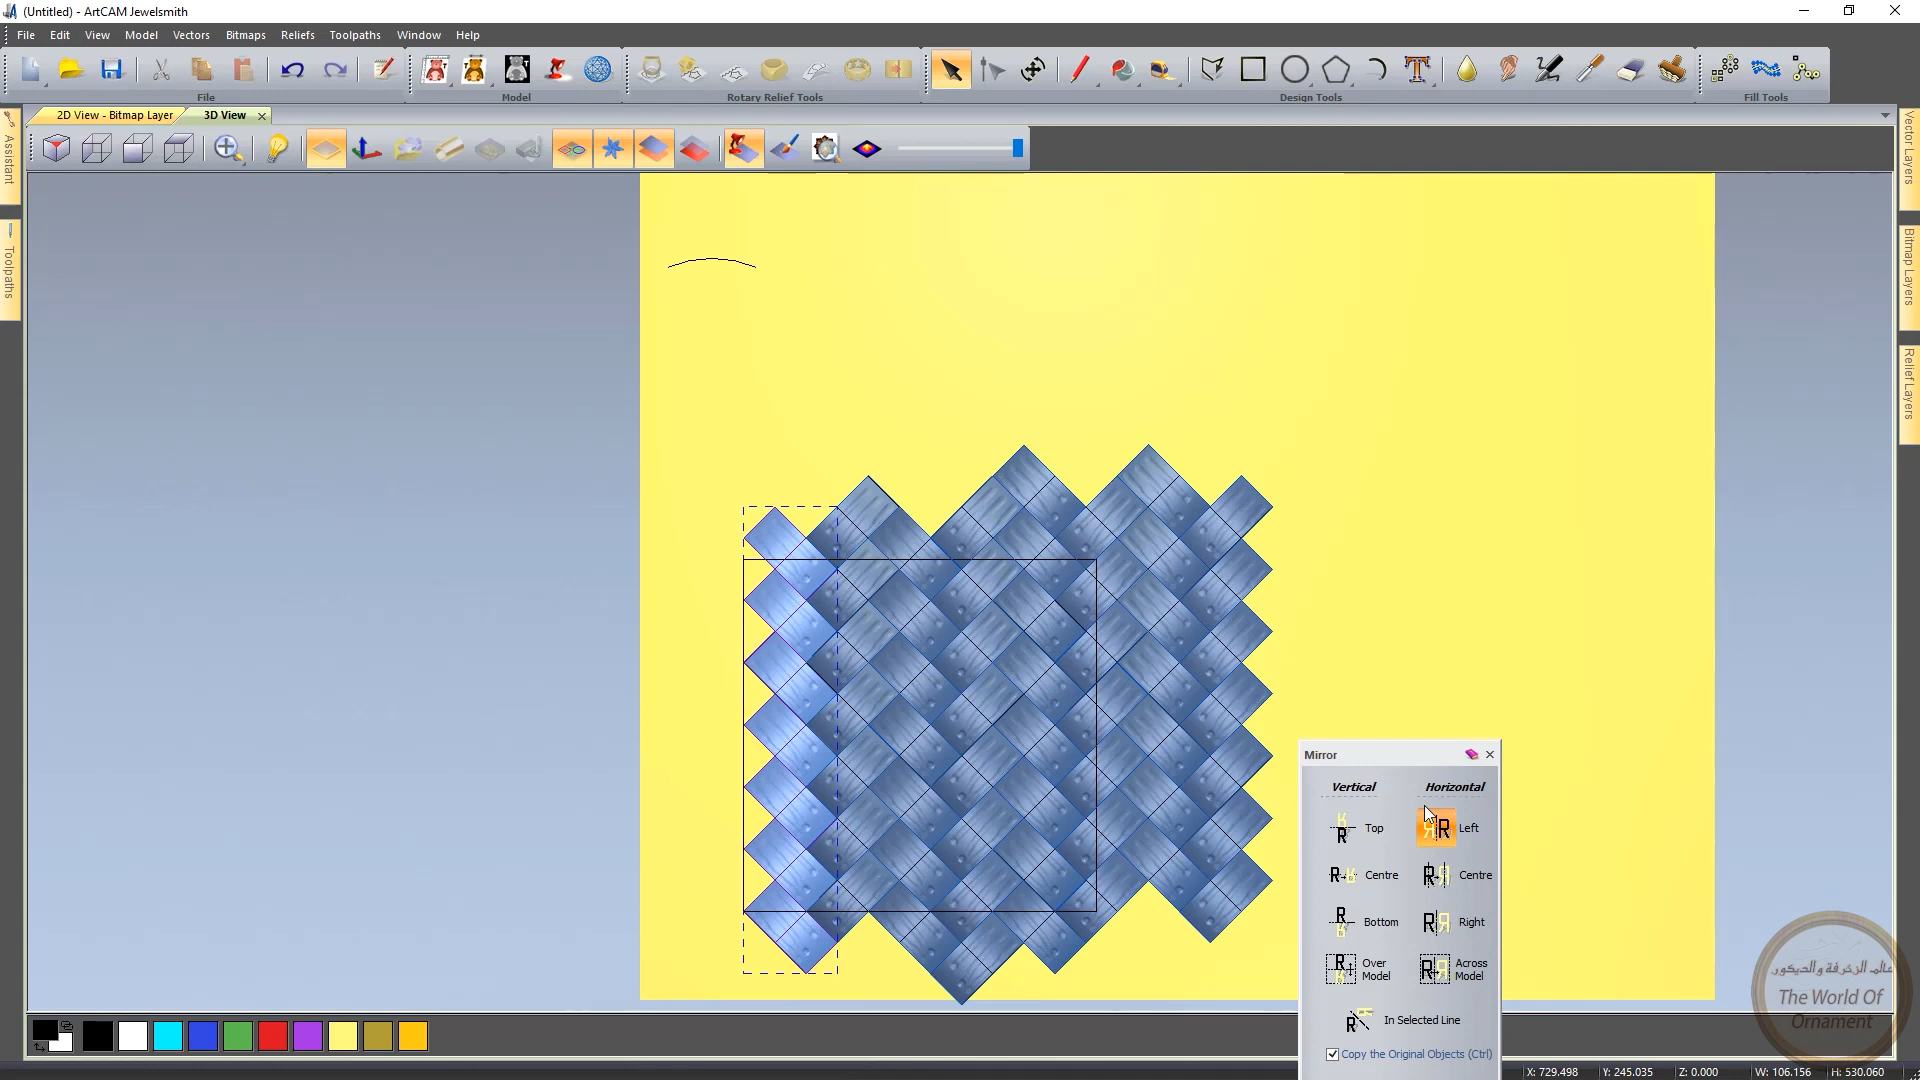 (Untitled) - ArtCAM Jewelsmith
File Edit View Model Vectors Bitmaps Reliefs Toolpaths Window Help
File Model Rotary Relief Tools Design Tools Fill Tools
2D View - Bitmap Layer 3D View
Assistant
Toolpaths
Vector Layers
Bitmap Layers
Relief Layers
Mirror
Vertical Horizontal
Top Left
Centre Centre
Bottom Right
Over Model Across Model
In Selected Line
Copy the Original Objects (Ctrl)
عالم الزخرفة والديكور
The World Of
Ornament
X: 729.498 Y: 245.035 Z: 0.000 W: 106.156 H: 530.060